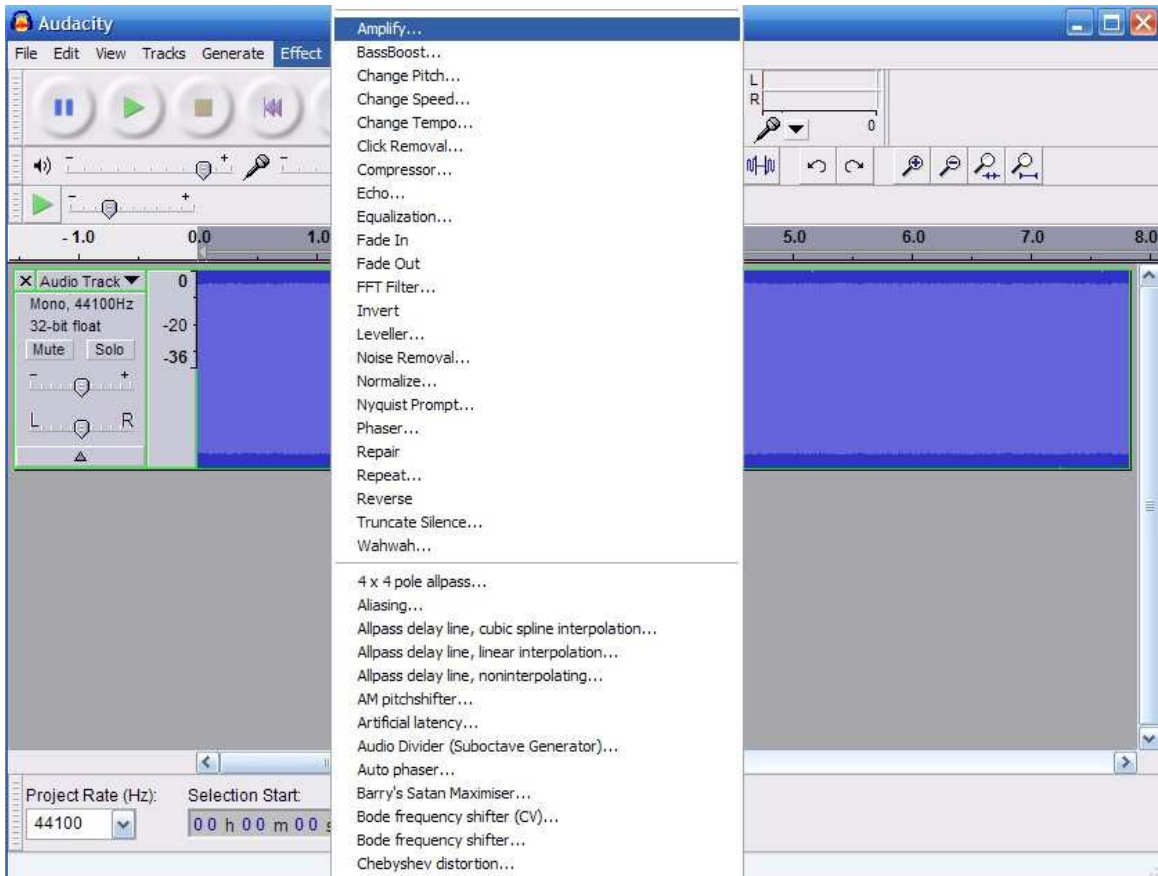 Audacity
File Edit View Tracks Generate Effect
Amplify...
BassBoost...
Change Pitch...
Change Speed...
Change Tempo...
Click Removal...
Compressor...
Echo...
Equalization...
Fade In
Fade Out
FFT Filter...
Invert
Leveller...
Noise Removal...
Normalize...
Nyquist Prompt...
Phaser...
Repair
Repeat...
Reverse
Truncate Silence...
Wahwah...
4 x 4 pole allpass...
Aliasing...
Allpass delay line, cubic spline interpolation...
Allpass delay line, linear interpolation...
Allpass delay line, noninterpolating...
AM pitchshifter...
Artificial latency...
Audio Divider (Suboctave Generator)...
Auto phaser...
Barry's Satan Maximiser...
Bode frequency shifter (CV)...
Bode frequency shifter...
Chebyshev distortion...
L
R
0
- +
-
- +
- 1.0 0.0 1.0 5.0 6.0 7.0 8.0
X Audio Track
Mono, 44100Hz
32-bit float
Mute Solo
- +
L R
0
-20
-36
Project Rate (Hz): Selection Start:
44100 00 h 00 m 00 s